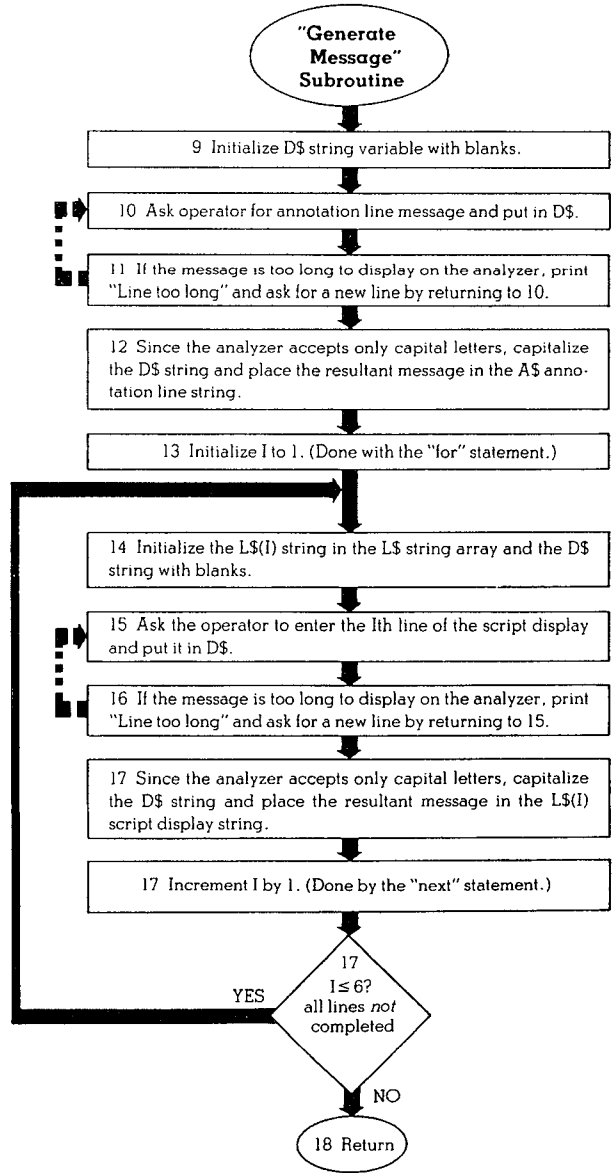 "Generate
Message"
Subroutine
9 Initialize D$ string variable with blanks.
10 Ask operator for annotation line message and put in D$.
11 If the message is too long to display on the analyzer, print
"Line too long" and ask for a new line by returning to 10.
12 Since the analyzer accepts only capital letters, capitalize
the D$ string and place the resultant message in the A$ anno-
tation line string.
13 Initialize I to 1. (Done with the "for" statement.)
14 Initialize the L$(I) string in the L$ string array and the D$
string with blanks.
15 Ask the operator to enter the Ith line of the script display
and put it in D$.
16 If the message is too long to display on the analyzer, print
"Line too long" and ask for a new line by returning to 15.
17 Since the analyzer accepts only capital letters, capitalize
the D$ string and place the resultant message in the L$(I)
script display string.
17 Increment I by 1. (Done by the "next" statement.)
17
I ≤ 6?
all lines not
completed
YES
NO
18 Return